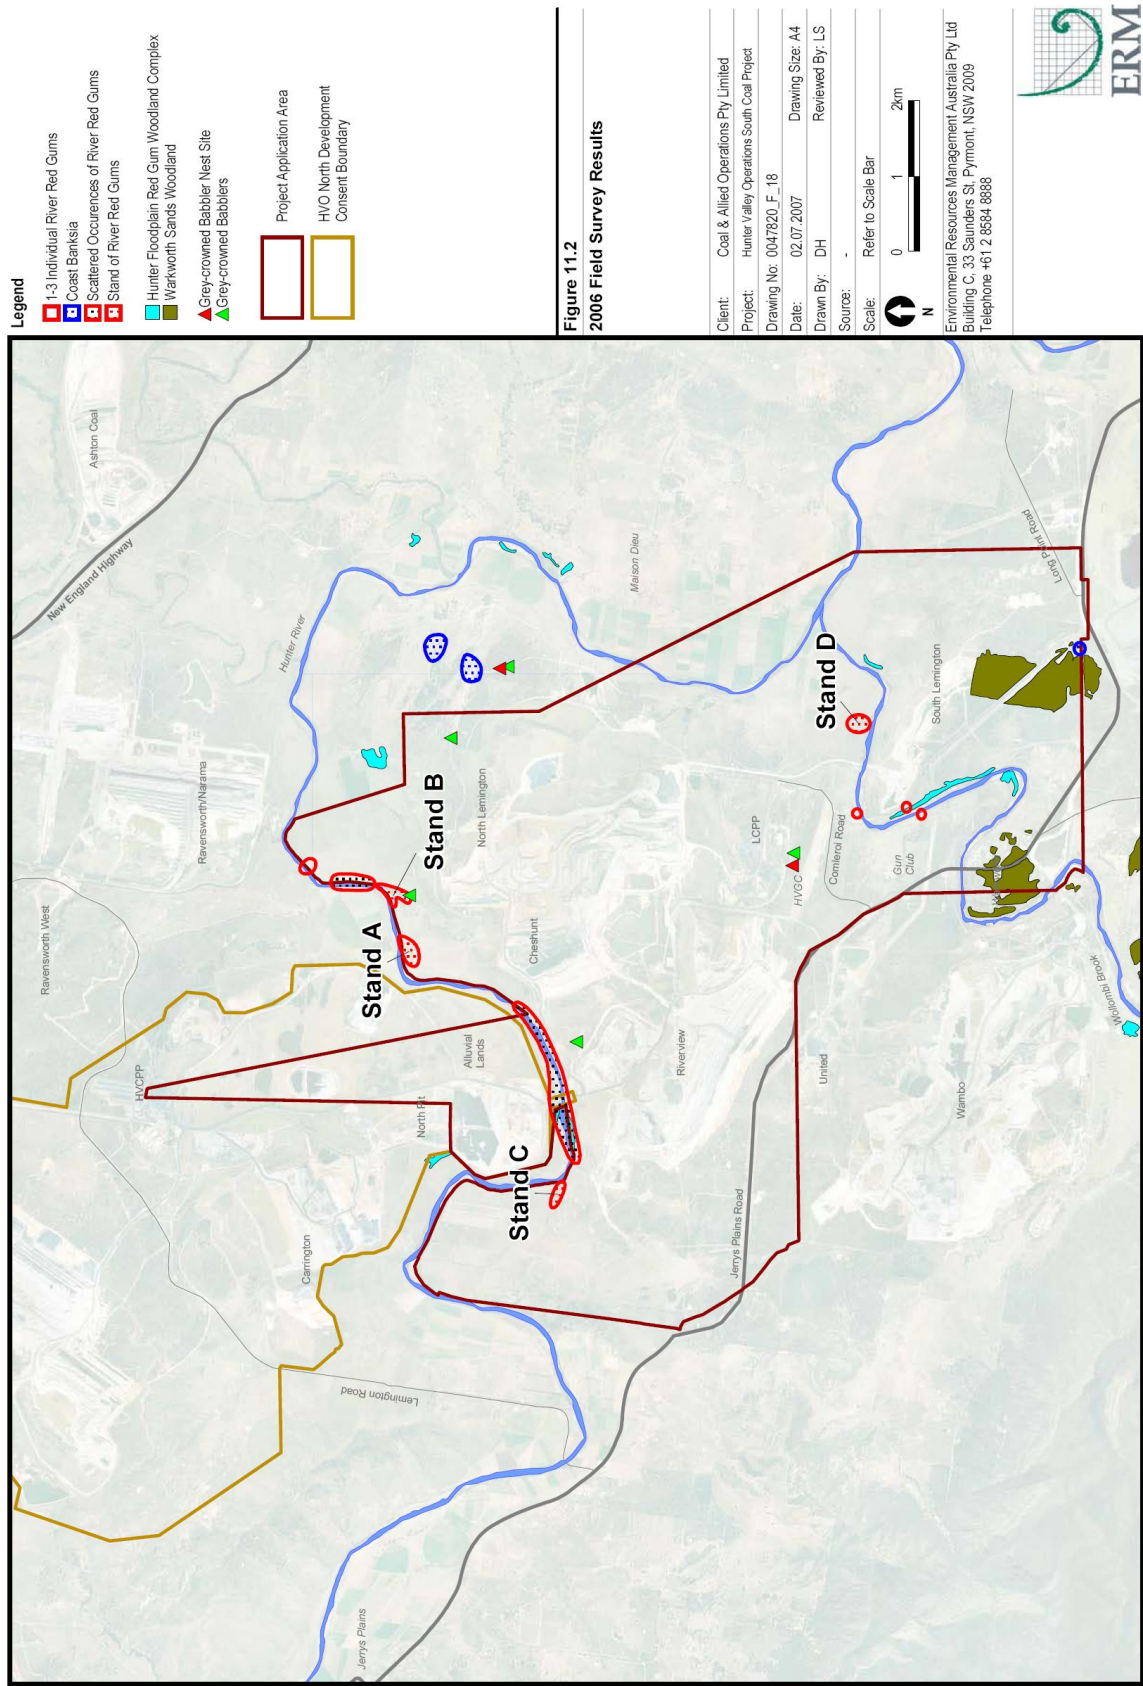 Legend
1-3 Individual River Red Gums
Coast Banksia
Scattered Occurences of River Red Gums
Stand of River Red Gums
Hunter Floodplain Red Gum Woodland Complex
Warkworth Sands Woodland
Grey-crowned Babbler Nest Site
Grey-crowned Babblers
Project Application Area
HVO North Development
Consent Boundary
Figure 11.2
2006 Field Survey Results
Client: Coal & Allied Operations Pty Limited
Project: Hunter Valley Operations South Coal Project
Drawing No: 0047820_F_18
Date: 02.07.2007 Drawing Size: A4
Drawn By: DH Reviewed By: LS
Source: -
Scale: Refer to Scale Bar
0 1 2km
N
Environmental Resources Management Australia Pty Ltd
Building C, 33 Saunders St, Pyrmont, NSW 2009
Telephone +61 2 8584 8888
ERM
Ashton Coal
New England Highway
Hunter River
Ravensworth/Narama
Ravensworth West
Maison Dieu
Stand B
North Lemington
Stand A
Cheshunt
HVCPP
Alluvial
Lands
North Pit
Carrington
Stand C
Riverview
Lemington Road
Jerrys Plains
Jerrys Plains Road
Stand D
South Lemington
LCPP
Comleroi Road
HVGC
Gun
Club
Long Point Road
United
Wambo
Wollombi Brook